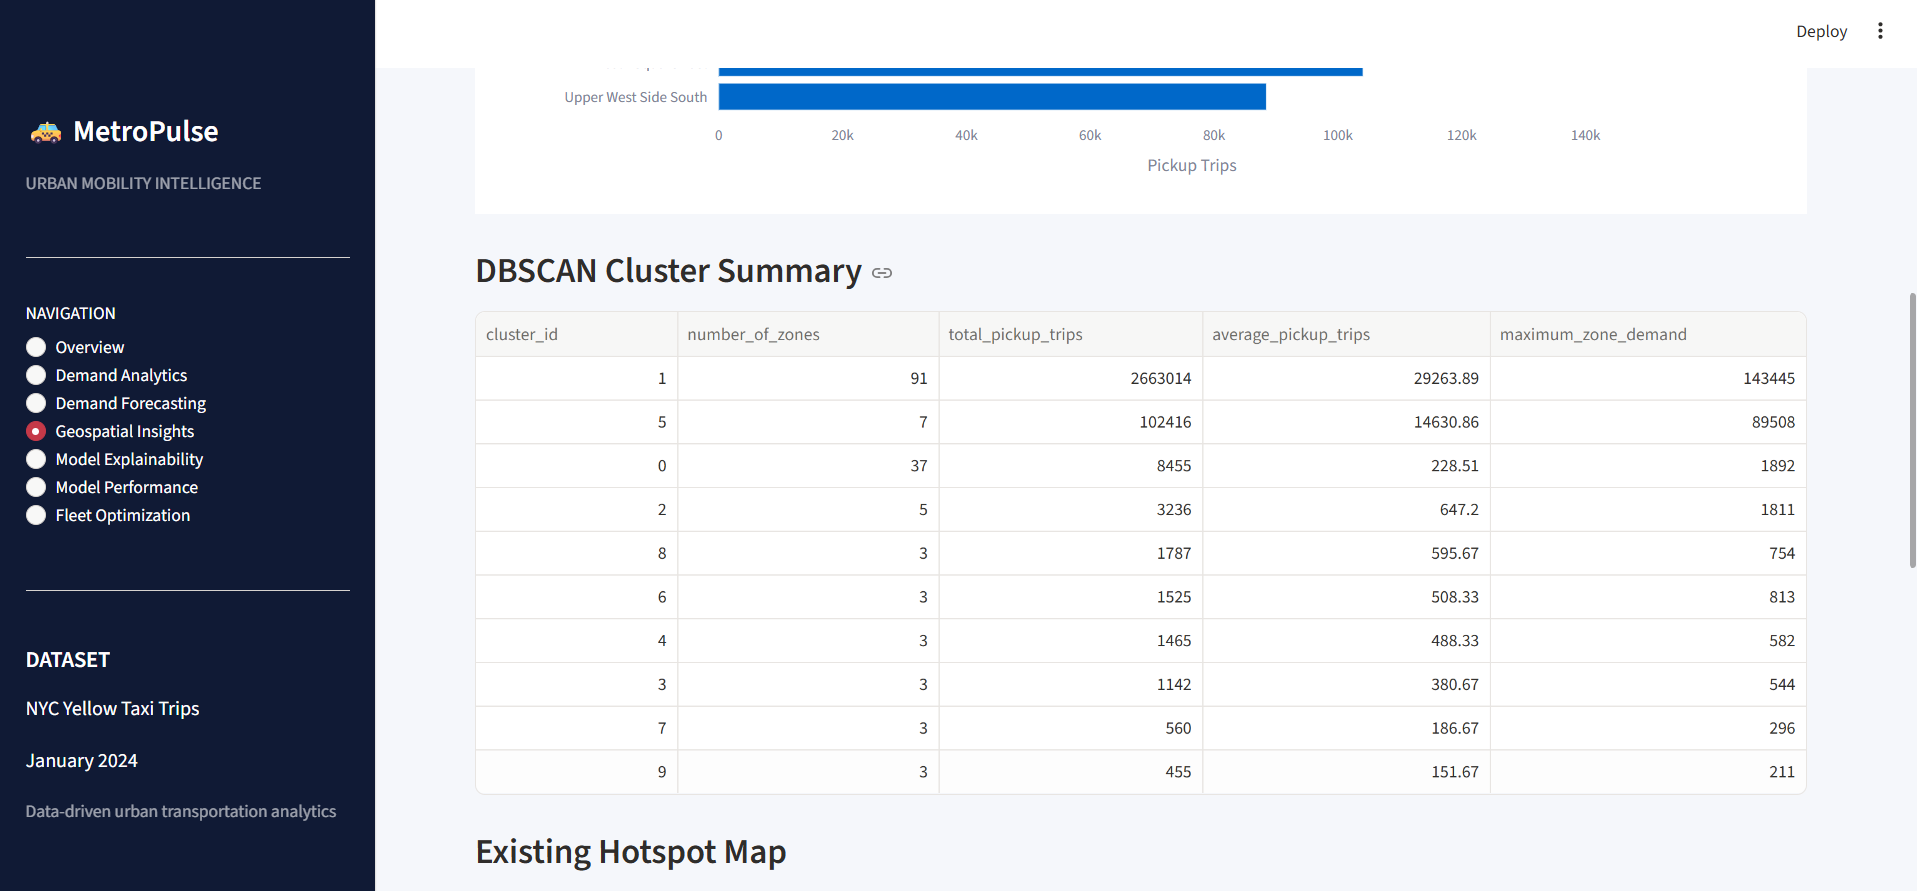 Deploy
MetroPulse
URBAN MOBILITY INTELLIGENCE
NAVIGATION
Overview
Demand Analytics
Demand Forecasting
Geospatial Insights
Model Explainability
Model Performance
Fleet Optimization
DATASET
NYC Yellow Taxi Trips
January 2024
Data-driven urban transportation analytics
Upper West Side South
0 20k 40k 60k 80k 100k 120k 140k
Pickup Trips
DBSCAN Cluster Summary
cluster_id number_of_zones total_pickup_trips average_pickup_trips maximum_zone_demand
1 91 2663014 29263.89 143445
5 7 102416 14630.86 89508
0 37 8455 228.51 1892
2 5 3236 647.2 1811
8 3 1787 595.67 754
6 3 1525 508.33 813
4 3 1465 488.33 582
3 3 1142 380.67 544
7 3 560 186.67 296
9 3 455 151.67 211
Existing Hotspot Map